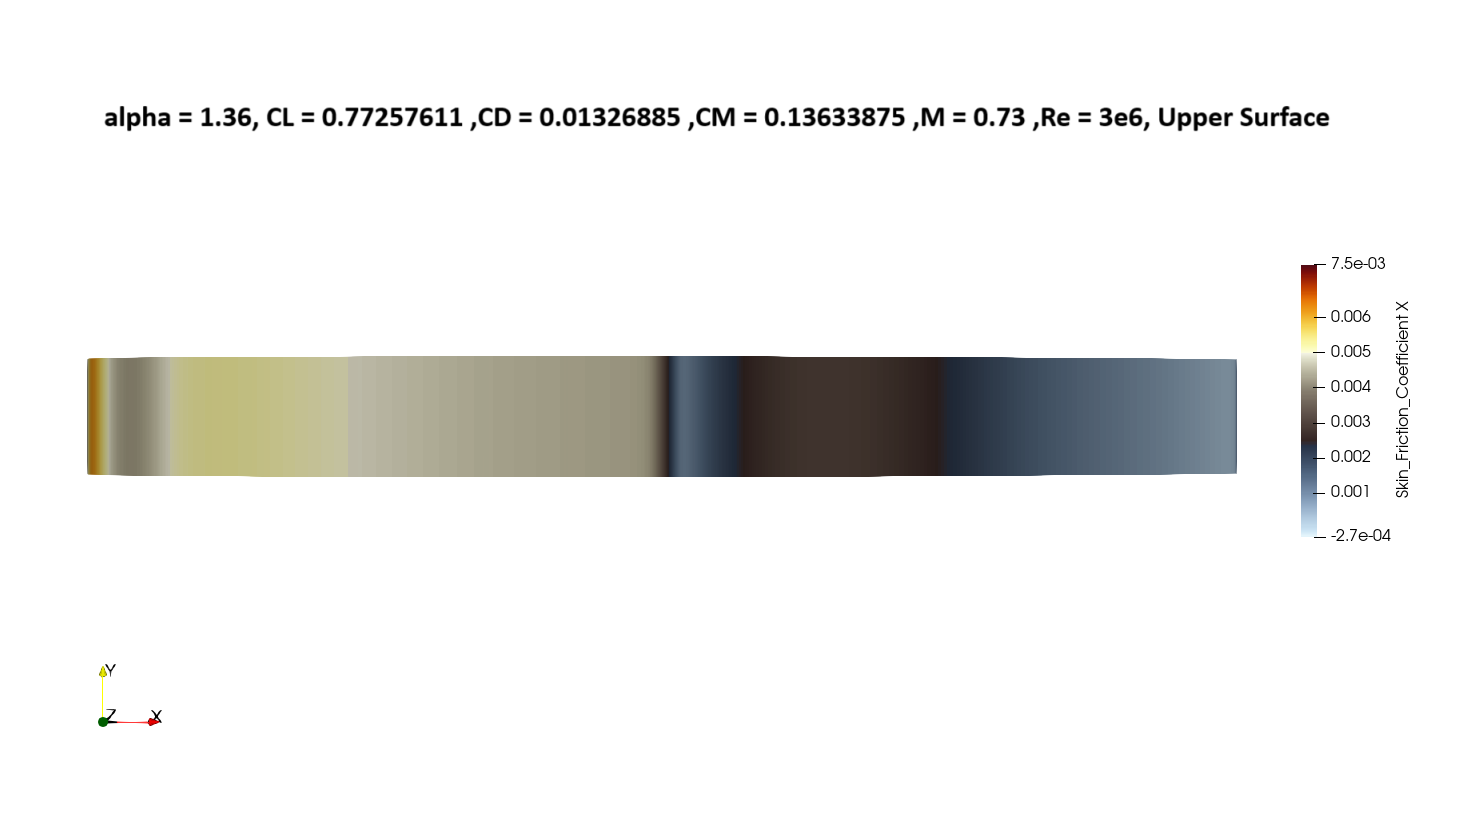 alpha = 1.36, CL = 0.77257611 ,CD = 0.01326885 ,CM = 0.13633875 ,M = 0.73 ,Re = 3e6, Upper Surface
7.5e-03
0.006
0.005
0.004
0.003
0.002
0.001
-2.7e-04
Skin_Friction_Coefficient X
Y
Z
X